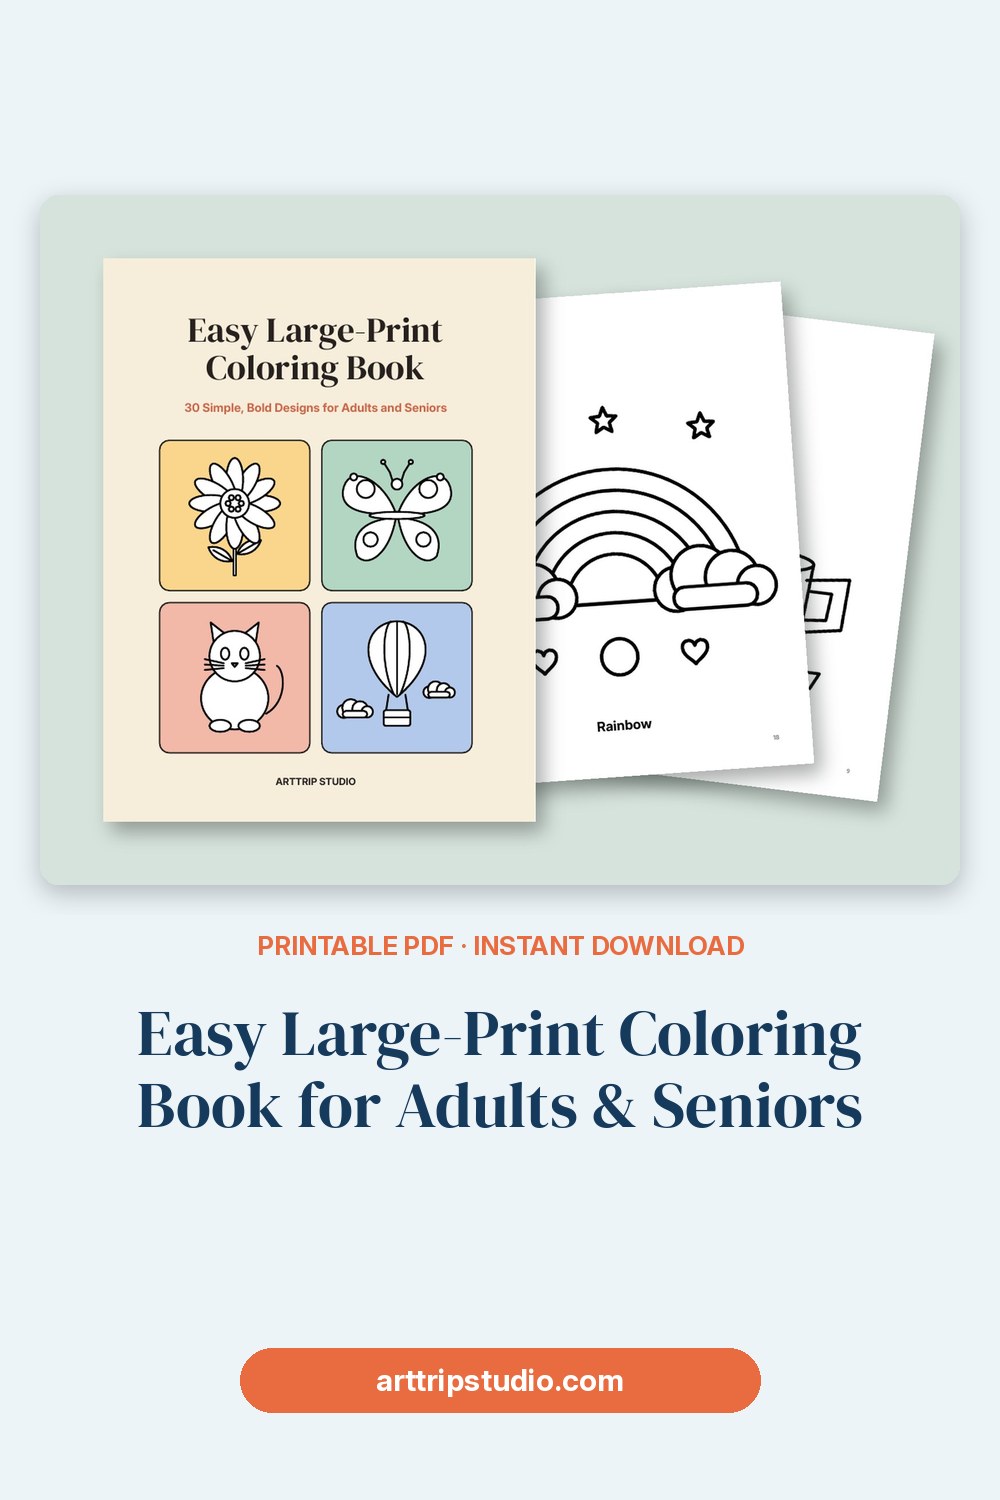 Easy Large-Print
Coloring Book
30 Simple, Bold Designs for Adults and Seniors
ARTTRIP STUDIO
Rainbow
18
PRINTABLE PDF · INSTANT DOWNLOAD
Easy Large-Print Coloring
Book for Adults & Seniors
arttripstudio.com